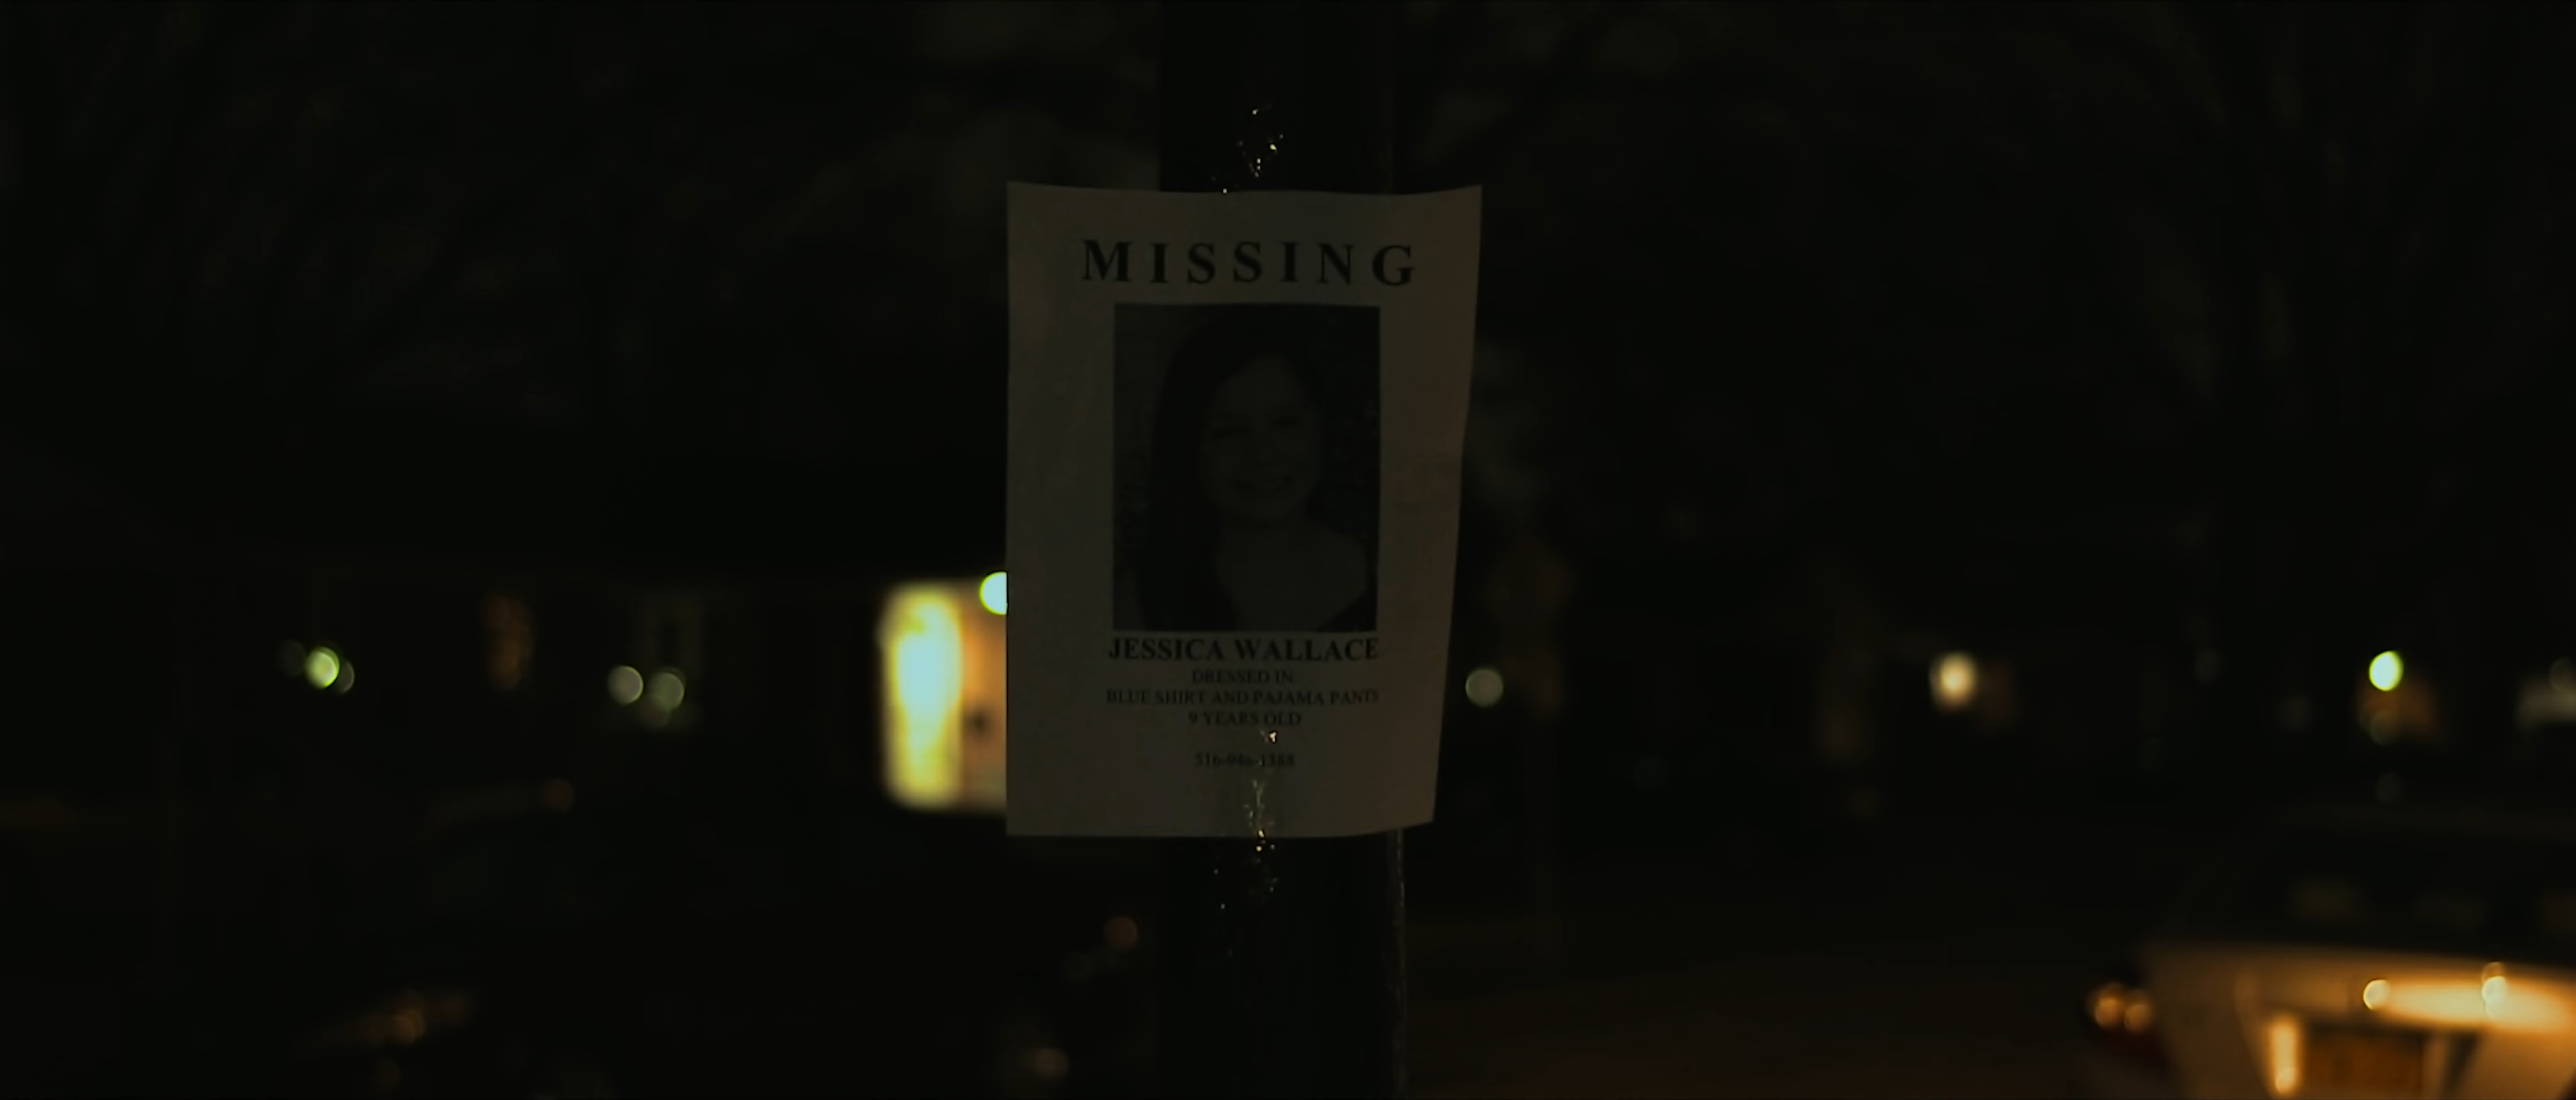 MISSING
JESSICA WALLACE
DRESSED IN
BLUE SHIRT AND PAJAMA PANTS
9 YEARS OLD